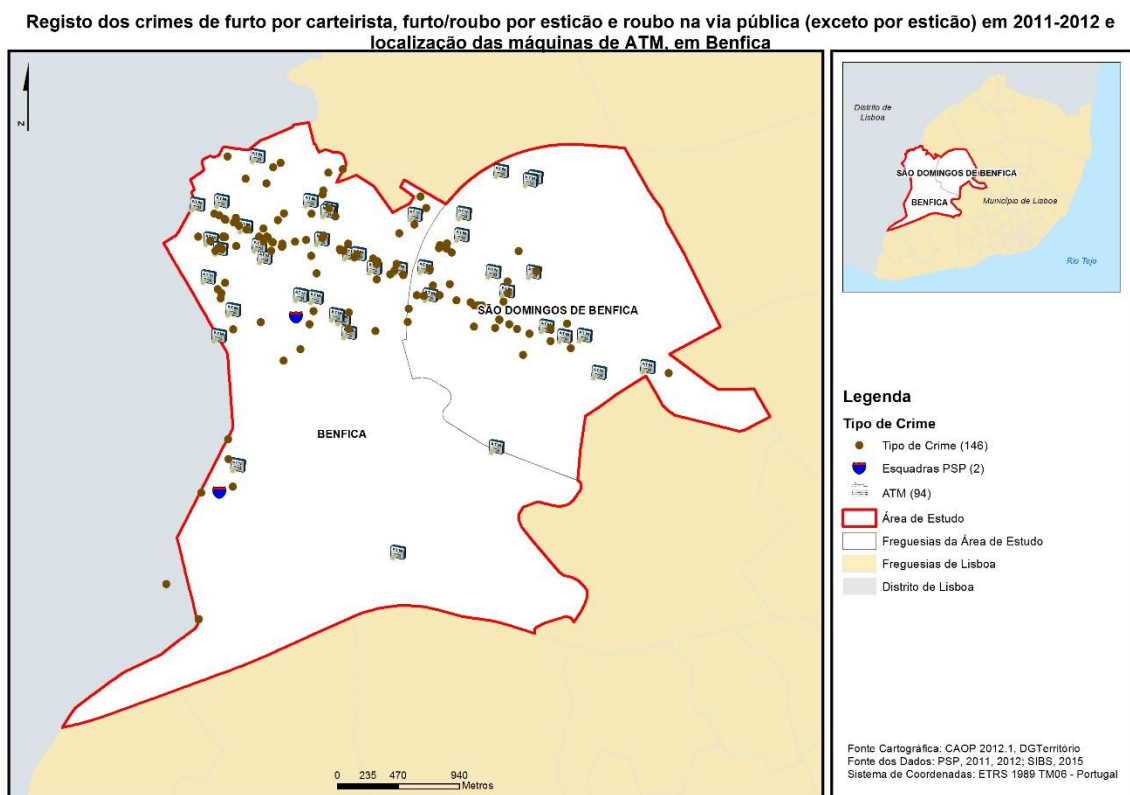 Registo dos crimes de furto por carteirista, furto/roubo por esticão e roubo na via pública (exceto por esticão) em 2011-2012 e
localização das máquinas de ATM, em Benfica
N
SÃO DOMINGOS DE BENFICA
BENFICA
0 235 470 940
Metros
Distrito de
Lisboa
SÃO DOMINGOS DE BENFICA
Município de Lisboa
BENFICA
Rio Tejo
Legenda
Tipo de Crime
Tipo de Crime (146)
Esquadras PSP (2)
ATM (94)
Área de Estudo
Freguesias da Área de Estudo
Freguesias de Lisboa
Distrito de Lisboa
Fonte Cartográfica: CAOP 2012.1, DGTerritório
Fonte dos Dados: PSP, 2011, 2012; SIBS, 2015
Sistema de Coordenadas: ETRS 1989 TM06 - Portugal